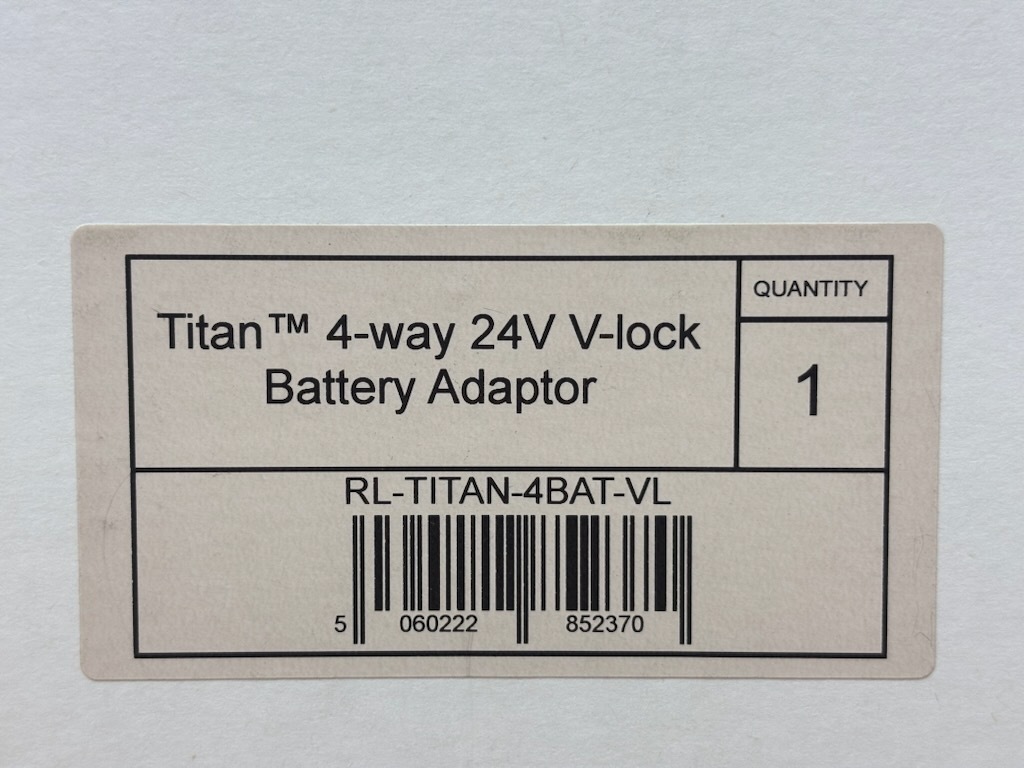 Titan™ 4-way 24V V-lock
Battery Adaptor
QUANTITY
1
RL-TITAN-4BAT-VL
5 060222 852370